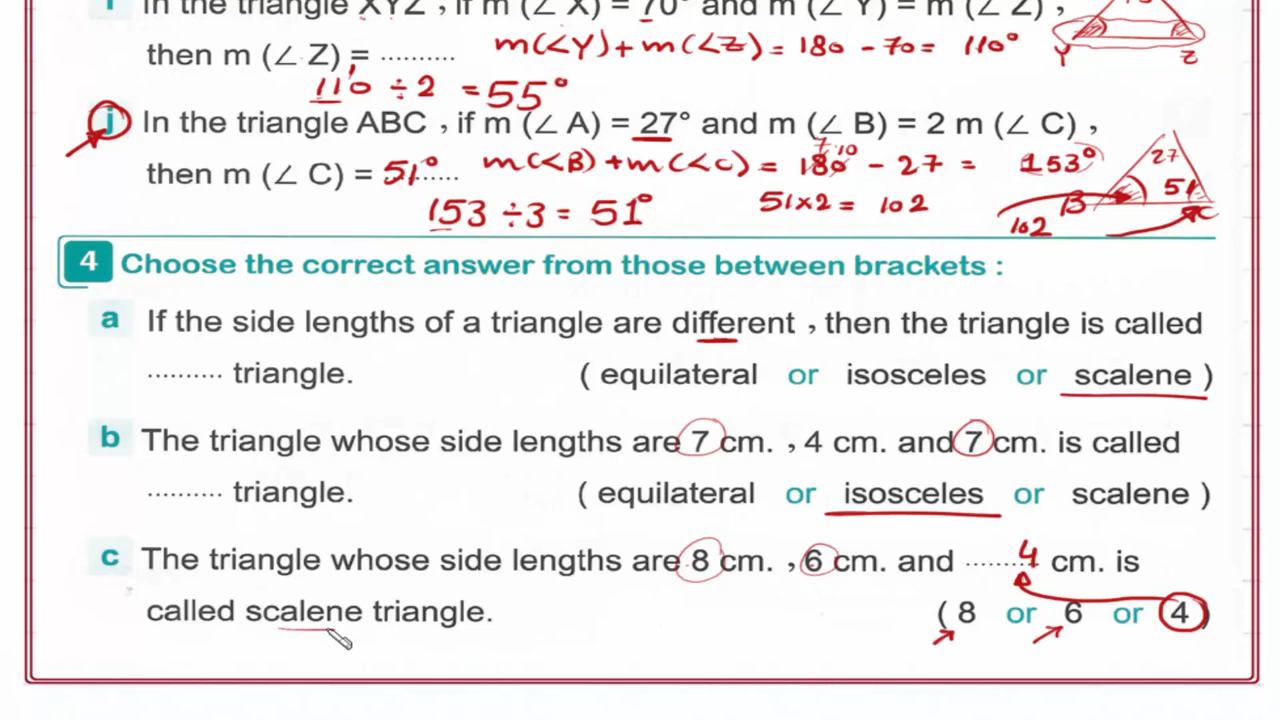 In the triangle XYZ , if m (∠ X) = 70° and m (∠ Y) = m (∠ Z) ,
then m (∠ Z) = .......... m(<Y) + m(<Z) = 180 - 70 = 110°
Y Z
110 ÷ 2 = 55°
j In the triangle ABC , if m (∠ A) = 27° and m (∠ B) = 2 m (∠ C) ,
then m (∠ C) = 51° ...... m(<B) + m(<C) = 180 - 27 = 153°
7 10
27
153 ÷ 3 = 51° 51 x 2 = 102
51
B C
102
4 Choose the correct answer from those between brackets :
a If the side lengths of a triangle are different , then the triangle is called
.......... triangle. ( equilateral or isosceles or scalene )
b The triangle whose side lengths are 7 cm. , 4 cm. and 7 cm. is called
.......... triangle. ( equilateral or isosceles or scalene )
c The triangle whose side lengths are 8 cm. , 6 cm. and ........ 4 cm. is
called scalene triangle. ( 8 or 6 or 4 )